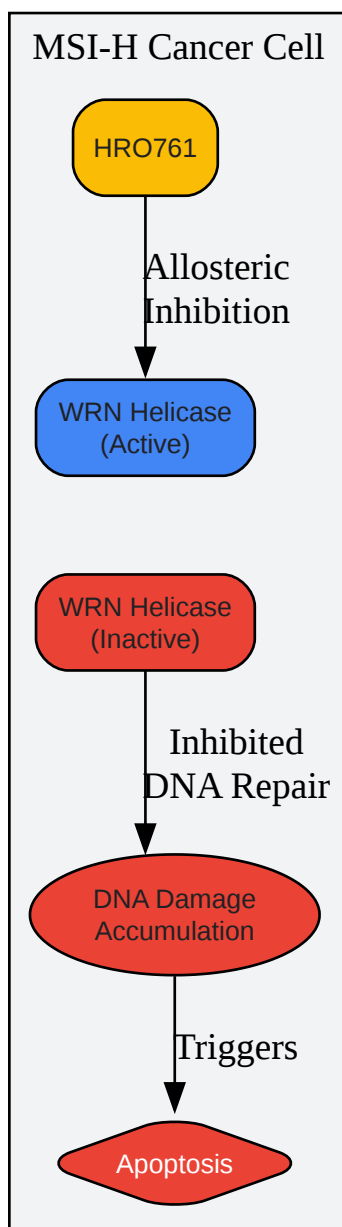 MSI-H Cancer Cell
HRO761
Allosteric
Inhibition
WRN Helicase
(Active)
WRN Helicase
(Inactive)
Inhibited
DNA Repair
DNA Damage
Accumulation
Triggers
Apoptosis